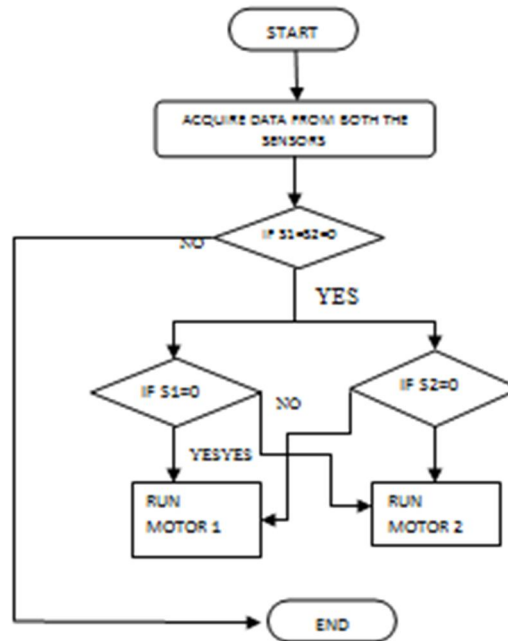 START
ACQUIRE DATA FROM BOTH THE
SENSORS
IF S1=S2=0
NO
YES
IF S1=0
IF S2=0
NO
YESYES
RUN
MOTOR 1
RUN
MOTOR 2
END